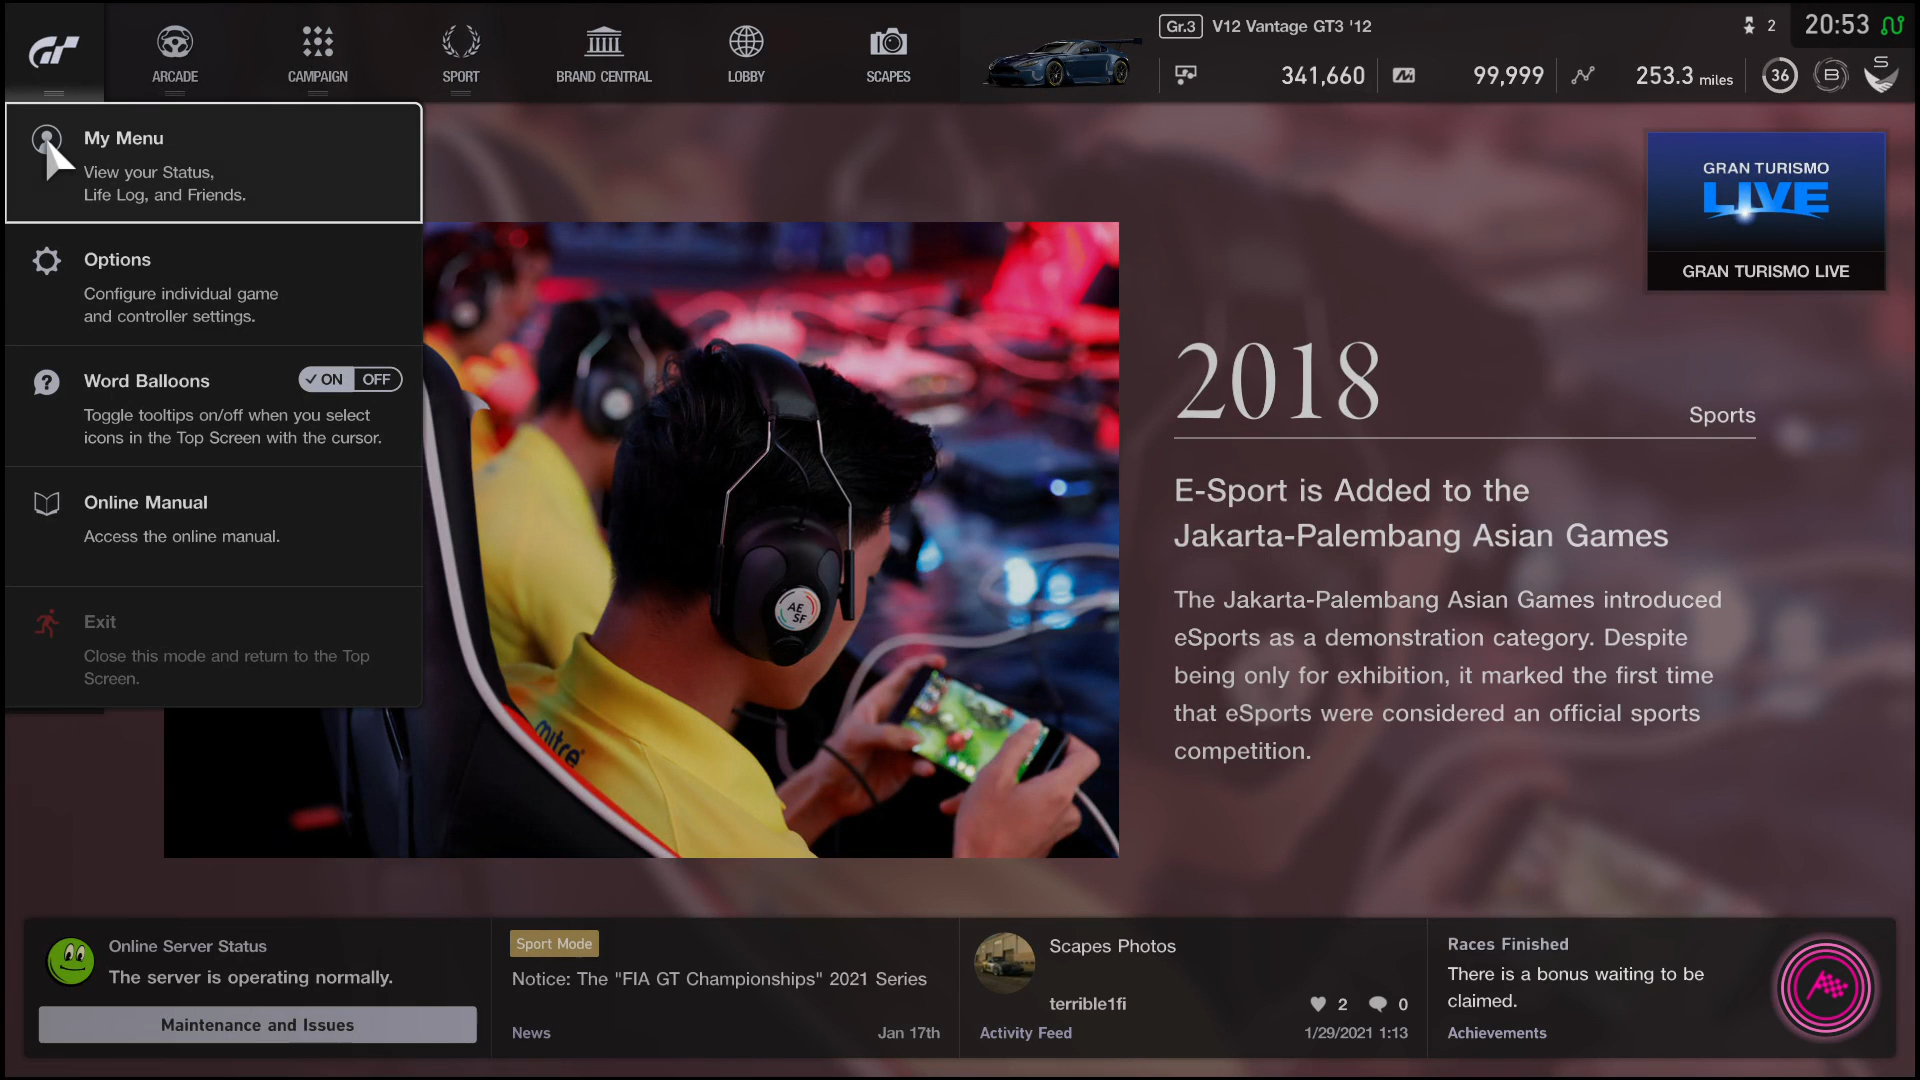 GT
ARCADE
CAMPAIGN
SPORT
BRAND CENTRAL
LOBBY
SCAPES
Gr.3 V12 Vantage GT3 '12
341,660
99,999
253.3 miles
2
20:53
36
B
S
My Menu
View your Status,
Life Log, and Friends.
Options
Configure individual game
and controller settings.
Word Balloons
ON OFF
Toggle tooltips on/off when you select
icons in the Top Screen with the cursor.
Online Manual
Access the online manual.
Exit
Close this mode and return to the Top
Screen.
AE
SF
mitre
GRAN TURISMO
LIVE
GRAN TURISMO LIVE
2018
Sports
E-Sport is Added to the
Jakarta-Palembang Asian Games
The Jakarta-Palembang Asian Games introduced
eSports as a demonstration category. Despite
being only for exhibition, it marked the first time
that eSports were considered an official sports
competition.
Online Server Status
The server is operating normally.
Maintenance and Issues
Sport Mode
Notice: The "FIA GT Championships" 2021 Series
News
Jan 17th
Scapes Photos
terrible1fi
2 0
Activity Feed
1/29/2021 1:13
Races Finished
There is a bonus waiting to be
claimed.
Achievements